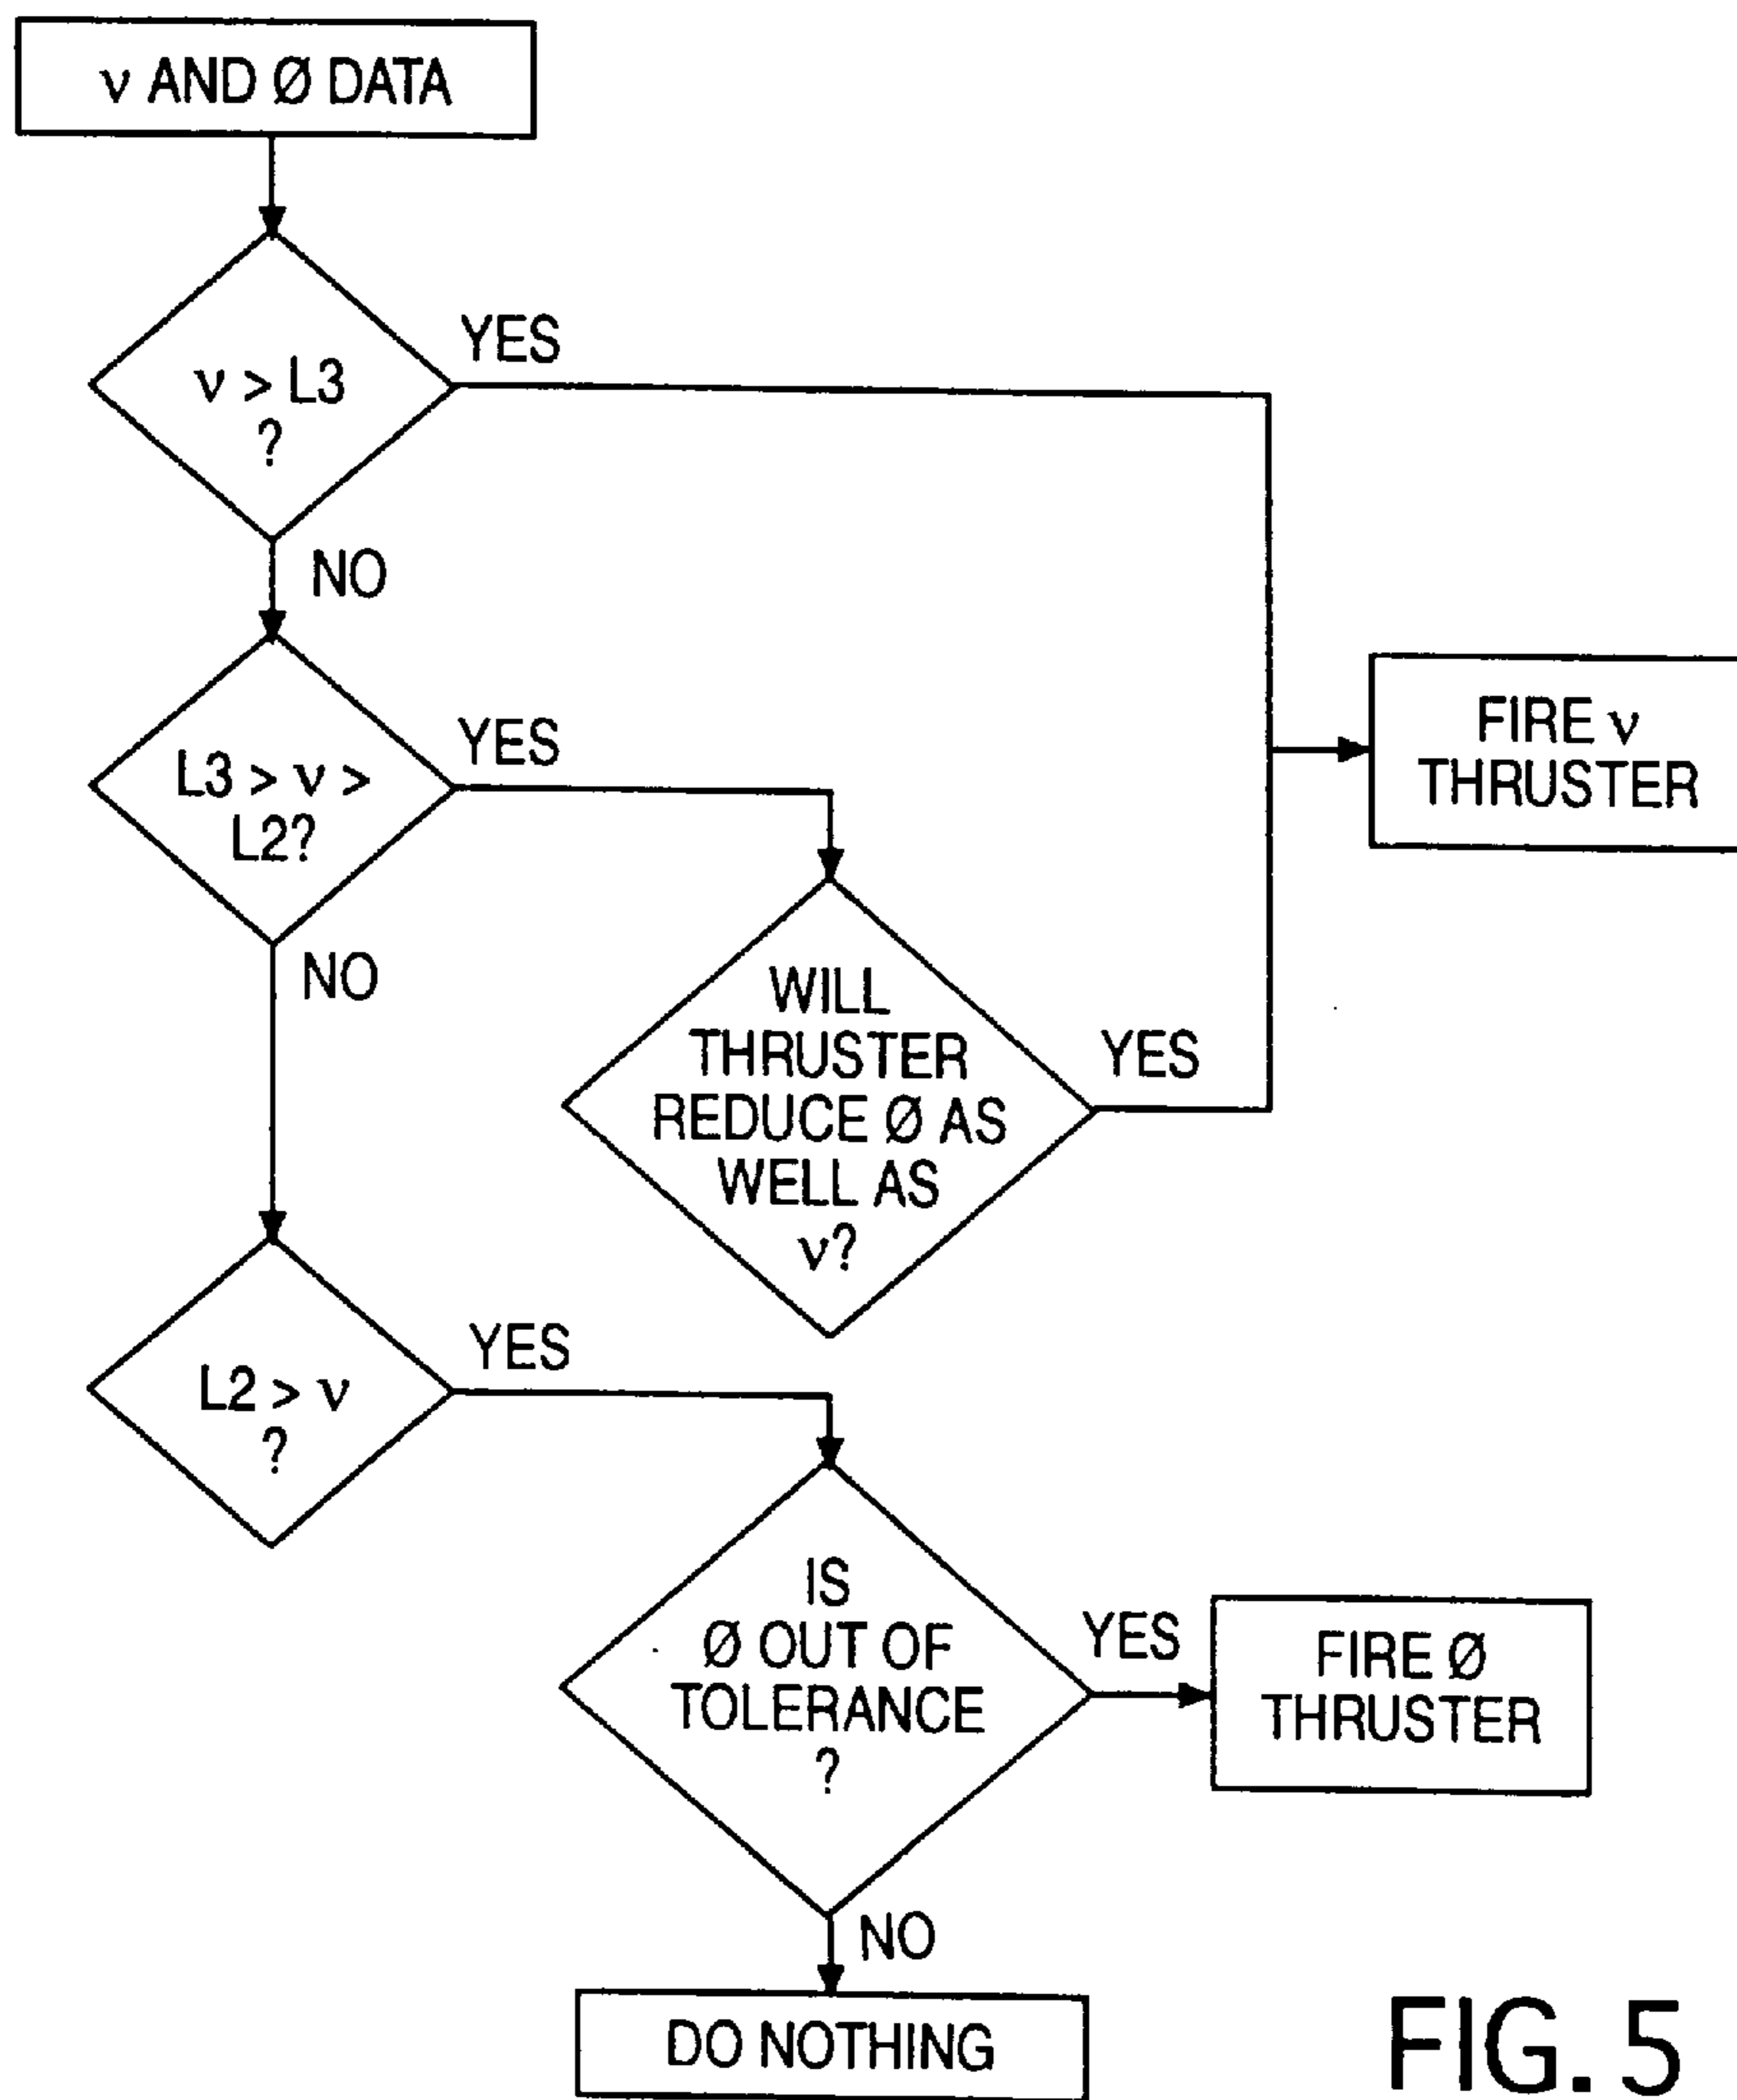 ν AND Ø DATA
ν > L3
?
YES
NO
L3 > ν >
L2?
YES
NO
FIRE ν
THRUSTER
WILL
THRUSTER
REDUCE Ø AS
WELL AS
ν?
YES
L2 > ν
?
YES
IS
Ø OUT OF
TOLERANCE
?
YES
FIRE Ø
THRUSTER
NO
DO NOTHING
FIG. 5